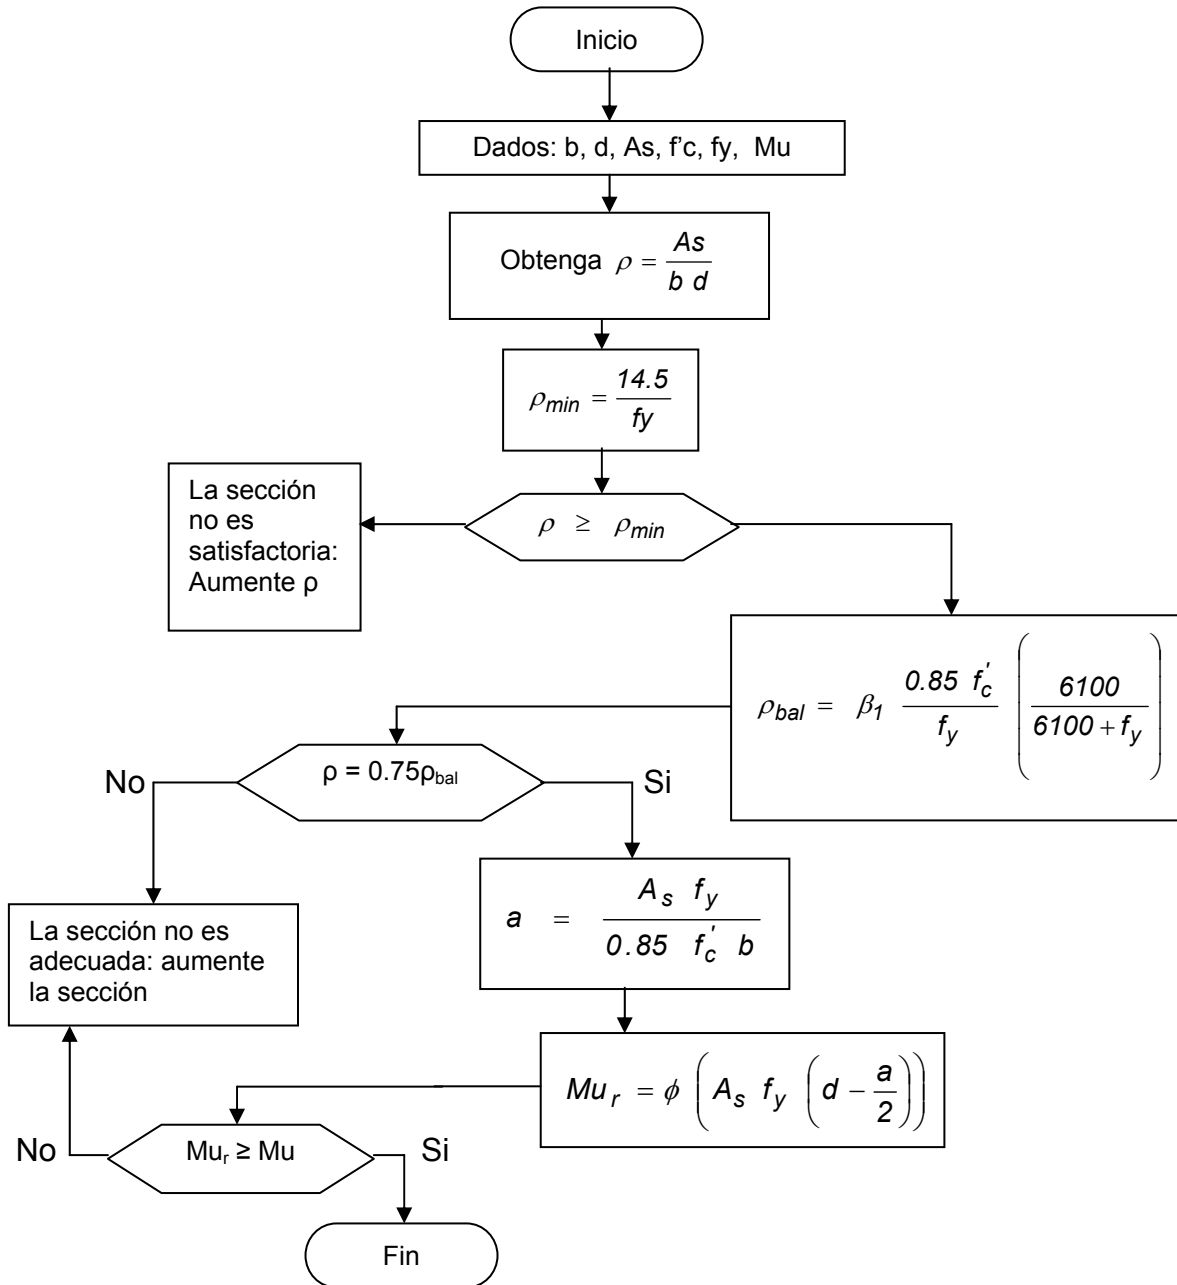 Inicio
Dados: b, d, As, f'c, fy, Mu
Obtenga ρ = As / b d
ρmin = 14.5 / fy
La sección
no es
satisfactoria:
Aumente ρ
ρ ≥ ρmin
ρbal = β1 0.85 f'c / fy (6100 / 6100 + fy)
No
ρ = 0.75ρbal
Si
a = As fy / 0.85 f'c b
La sección no es
adecuada: aumente
la sección
Mur = ϕ (As fy (d − a/2))
No
Mur ≥ Mu
Si
Fin